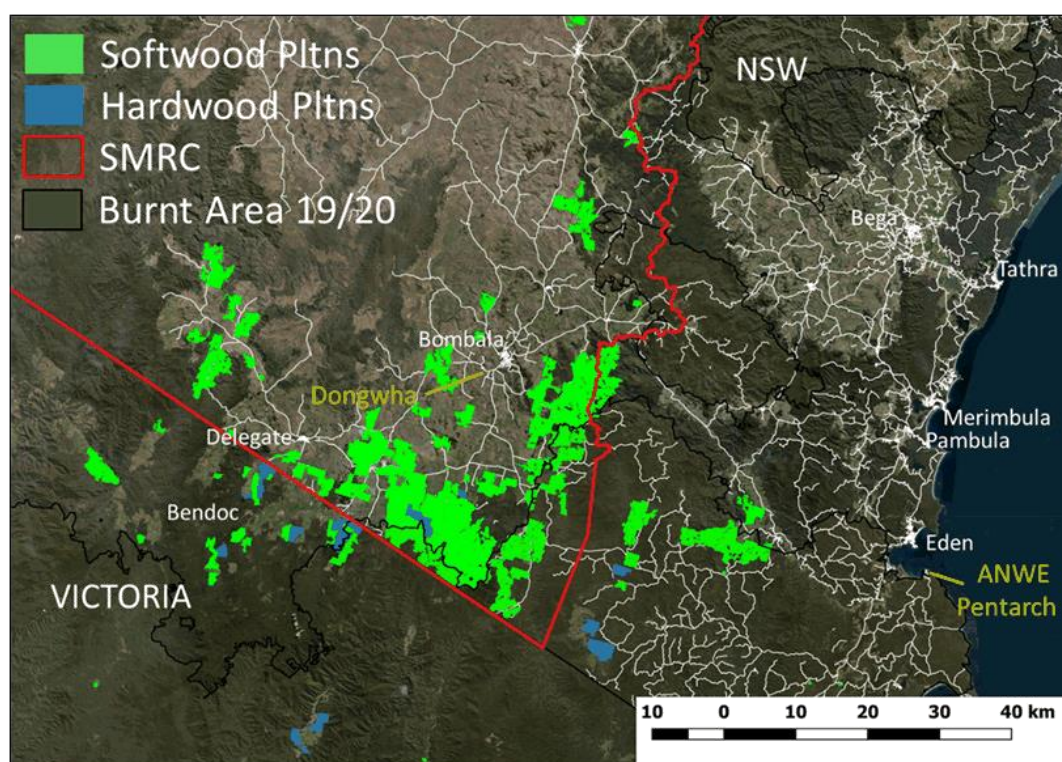 Softwood Pltns
Hardwood Pltns
SMRC
Burnt Area 19/20
NSW
Bega
Tathra
Bombala
Dongwha
Merimbula
Pambula
Delegate
Bendoc
Eden
VICTORIA
ANWE
Pentarch
10 0 10 20 30 40 km